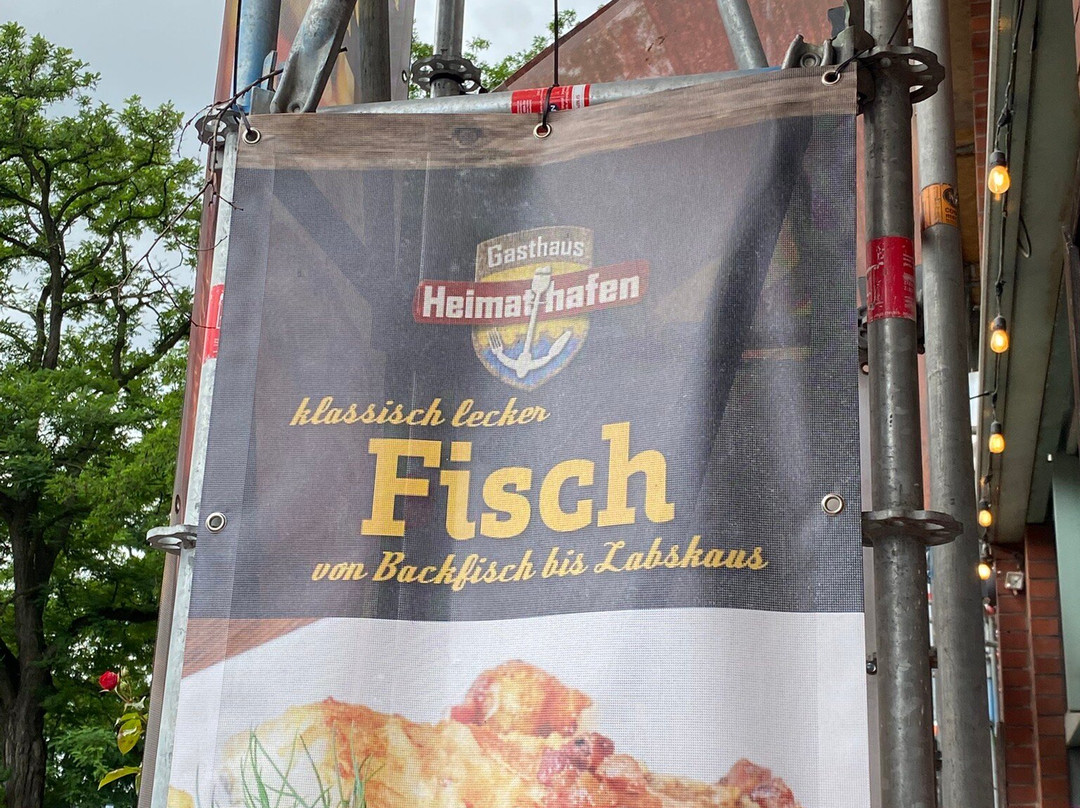 Gasthaus
Heimathafen
klassisch lecker
Fisch
von Backfisch bis Labskaus